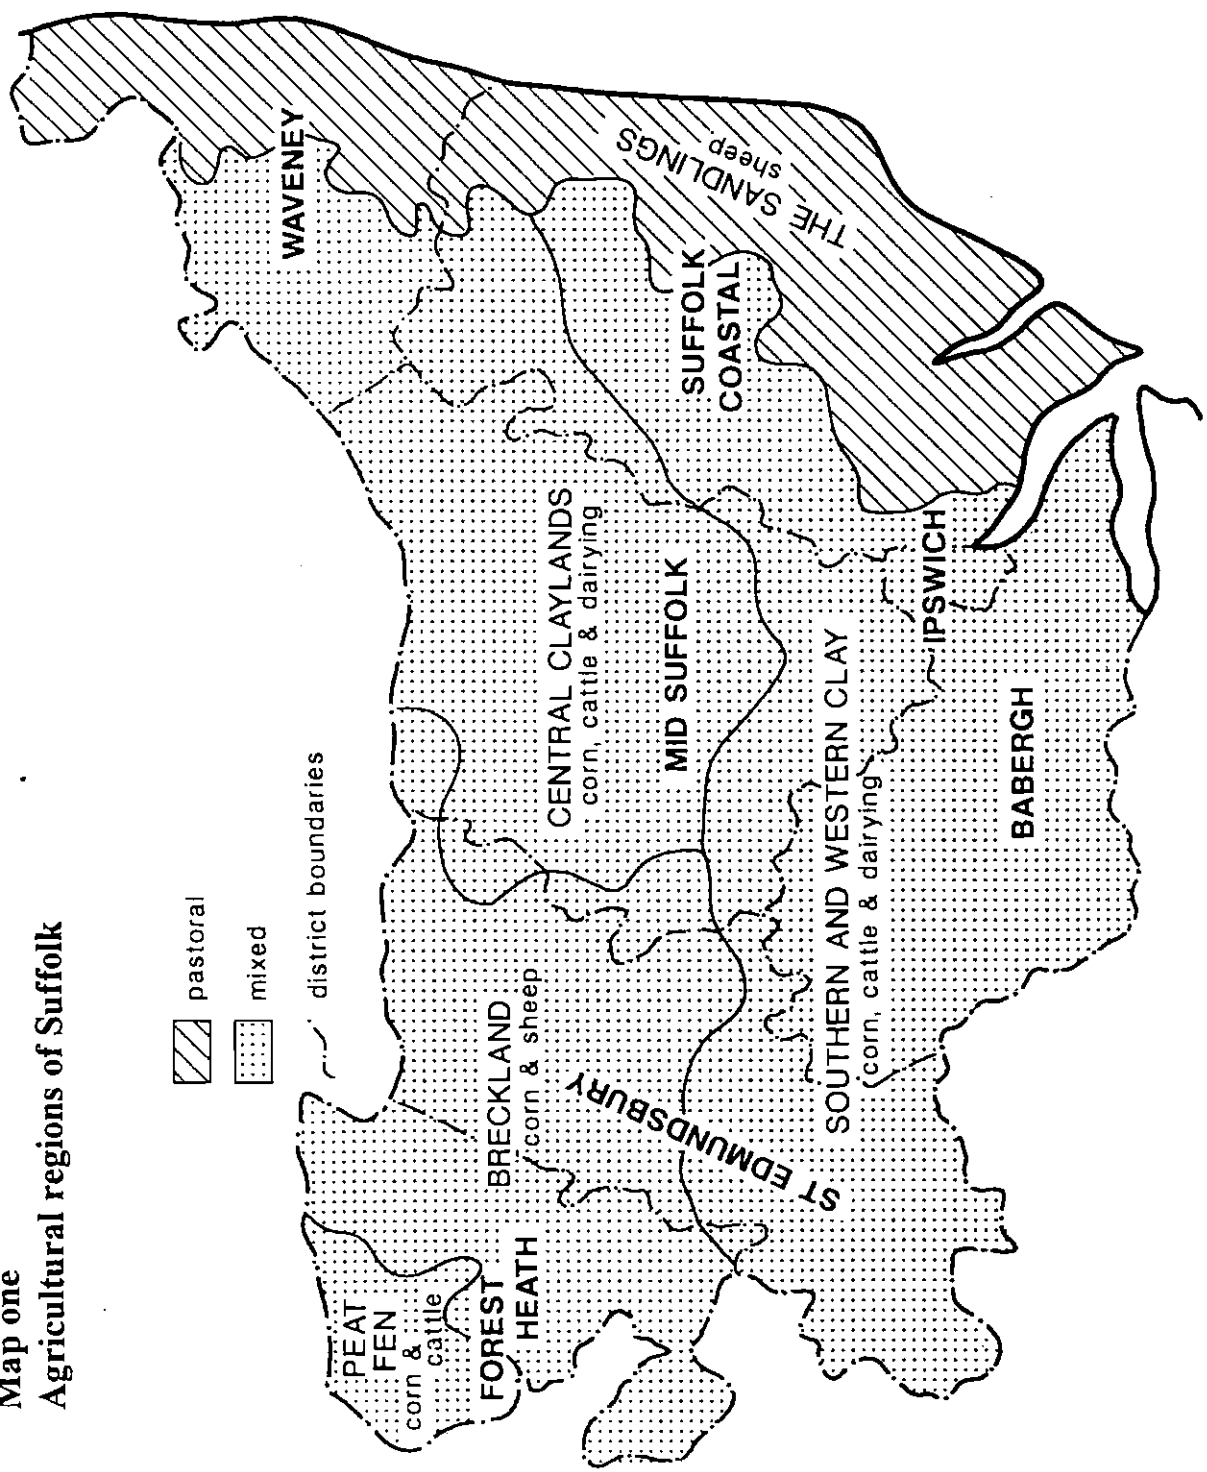 Map one
Agricultural regions of Suffolk
pastoral
mixed
district boundaries
PEAT
FEN
corn &
cattle
FOREST
HEATH
BRECKLAND
corn & sheep
ST EDMUNDSBURY
CENTRAL CLAYLANDS
corn, cattle & dairying
MID SUFFOLK
SOUTHERN AND WESTERN CLAY
corn, cattle & dairying
BABERGH
IPSWICH
WAVENEY
SUFFOLK
COASTAL
THE SANDLINGS
sheep